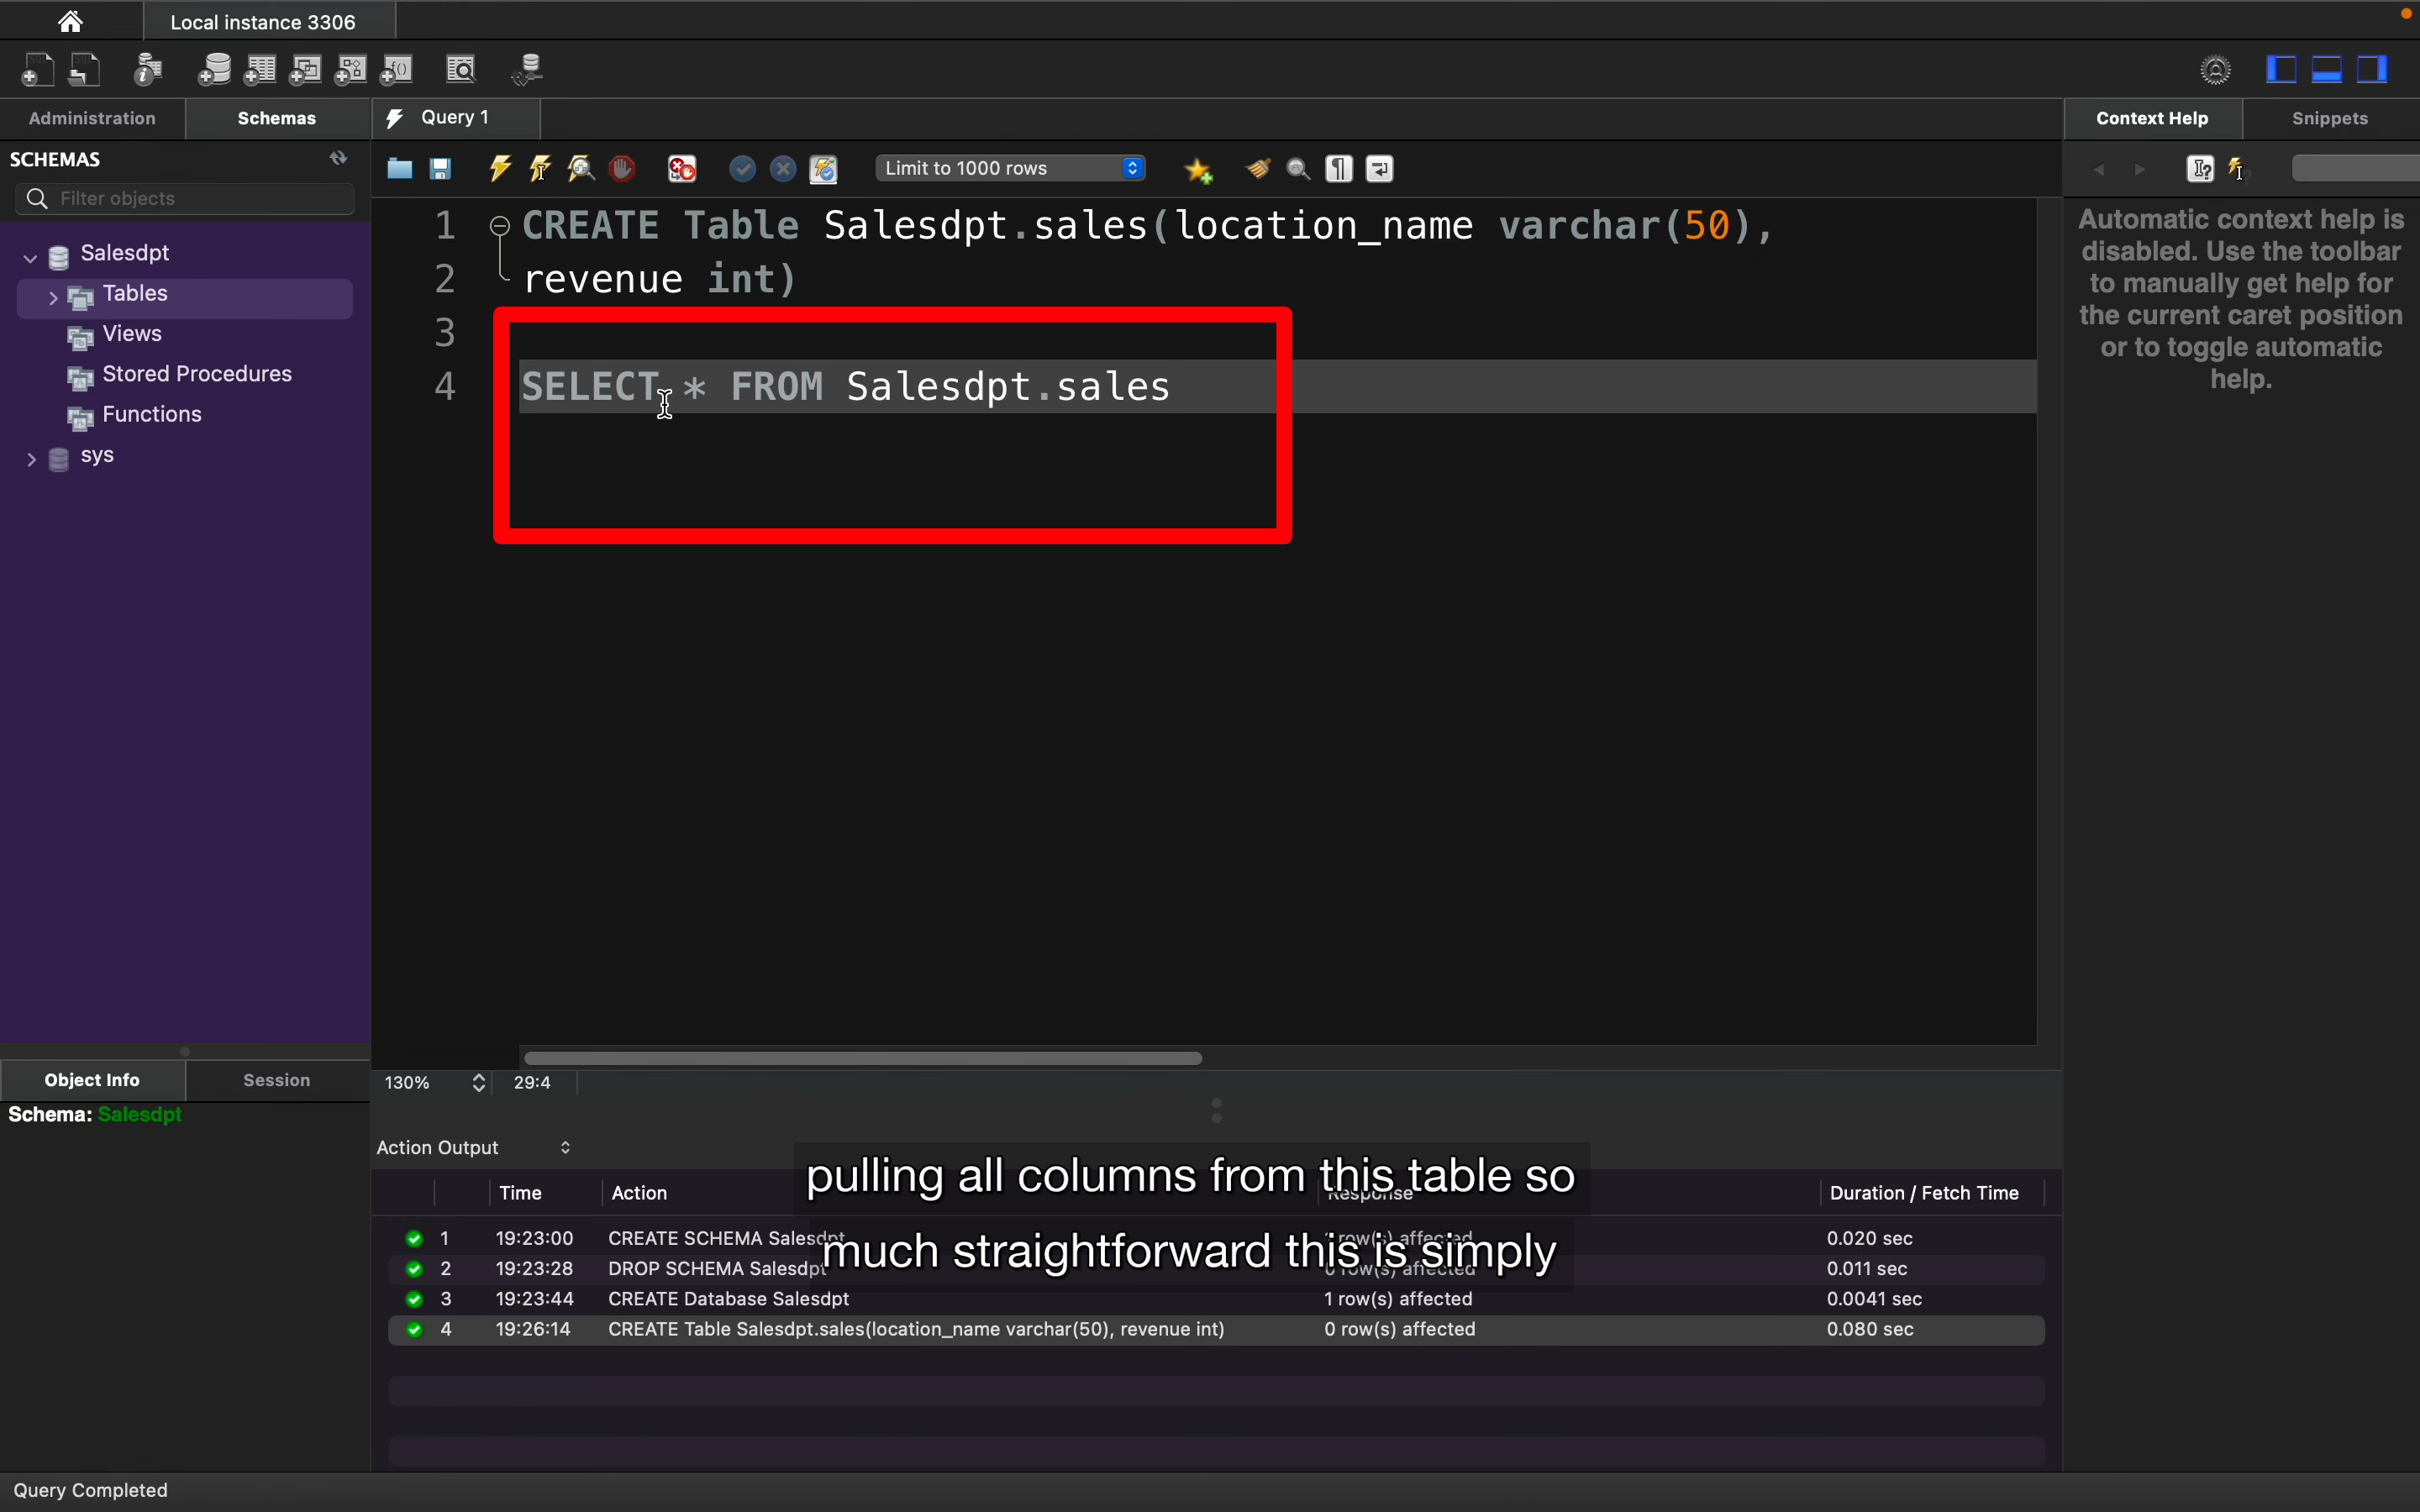 Local instance 3306
Administration
Schemas
Query 1
Context Help
Snippets
SCHEMAS
Filter objects
Limit to 1000 rows
Salesdpt
Tables
Views
Stored Procedures
Functions
sys
1 CREATE Table Salesdpt.sales(location_name varchar(50),
2 revenue int)
3
4 SELECT * FROM Salesdpt.sales
Automatic context help is
disabled. Use the toolbar
to manually get help for
the current caret position
or to toggle automatic
help.
Object Info
Session
Schema: Salesdpt
130% 29:4
Action Output
pulling all columns from this table so
much straightforward this is simply
Time Action Response Duration / Fetch Time
1 19:23:00 CREATE SCHEMA Salesdpt row(s) affected 0.020 sec
2 19:23:28 DROP SCHEMA Salesdpt 0 row(s) affected 0.011 sec
3 19:23:44 CREATE Database Salesdpt 1 row(s) affected 0.0041 sec
4 19:26:14 CREATE Table Salesdpt.sales(location_name varchar(50), revenue int) 0 row(s) affected 0.080 sec
Query Completed